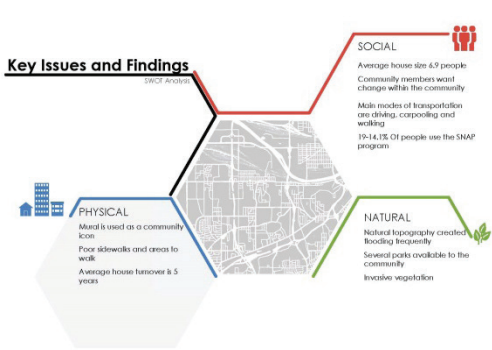 Key Issues and Findings
SWOT Analysis
SOCIAL
Average house size 6.9 people
Community members want
change within the community
Main modes of transportation
are driving, carpooling and
walking
19-14.1% Of people use the SNAP
program
PHYSICAL
Mural is used as a community
icon
Poor sidewalks and areas to
walk
Average house turnover is 5
years
NATURAL
Natural topography created
flooding frequently
Several parks available to the
community
Invasive vegetation